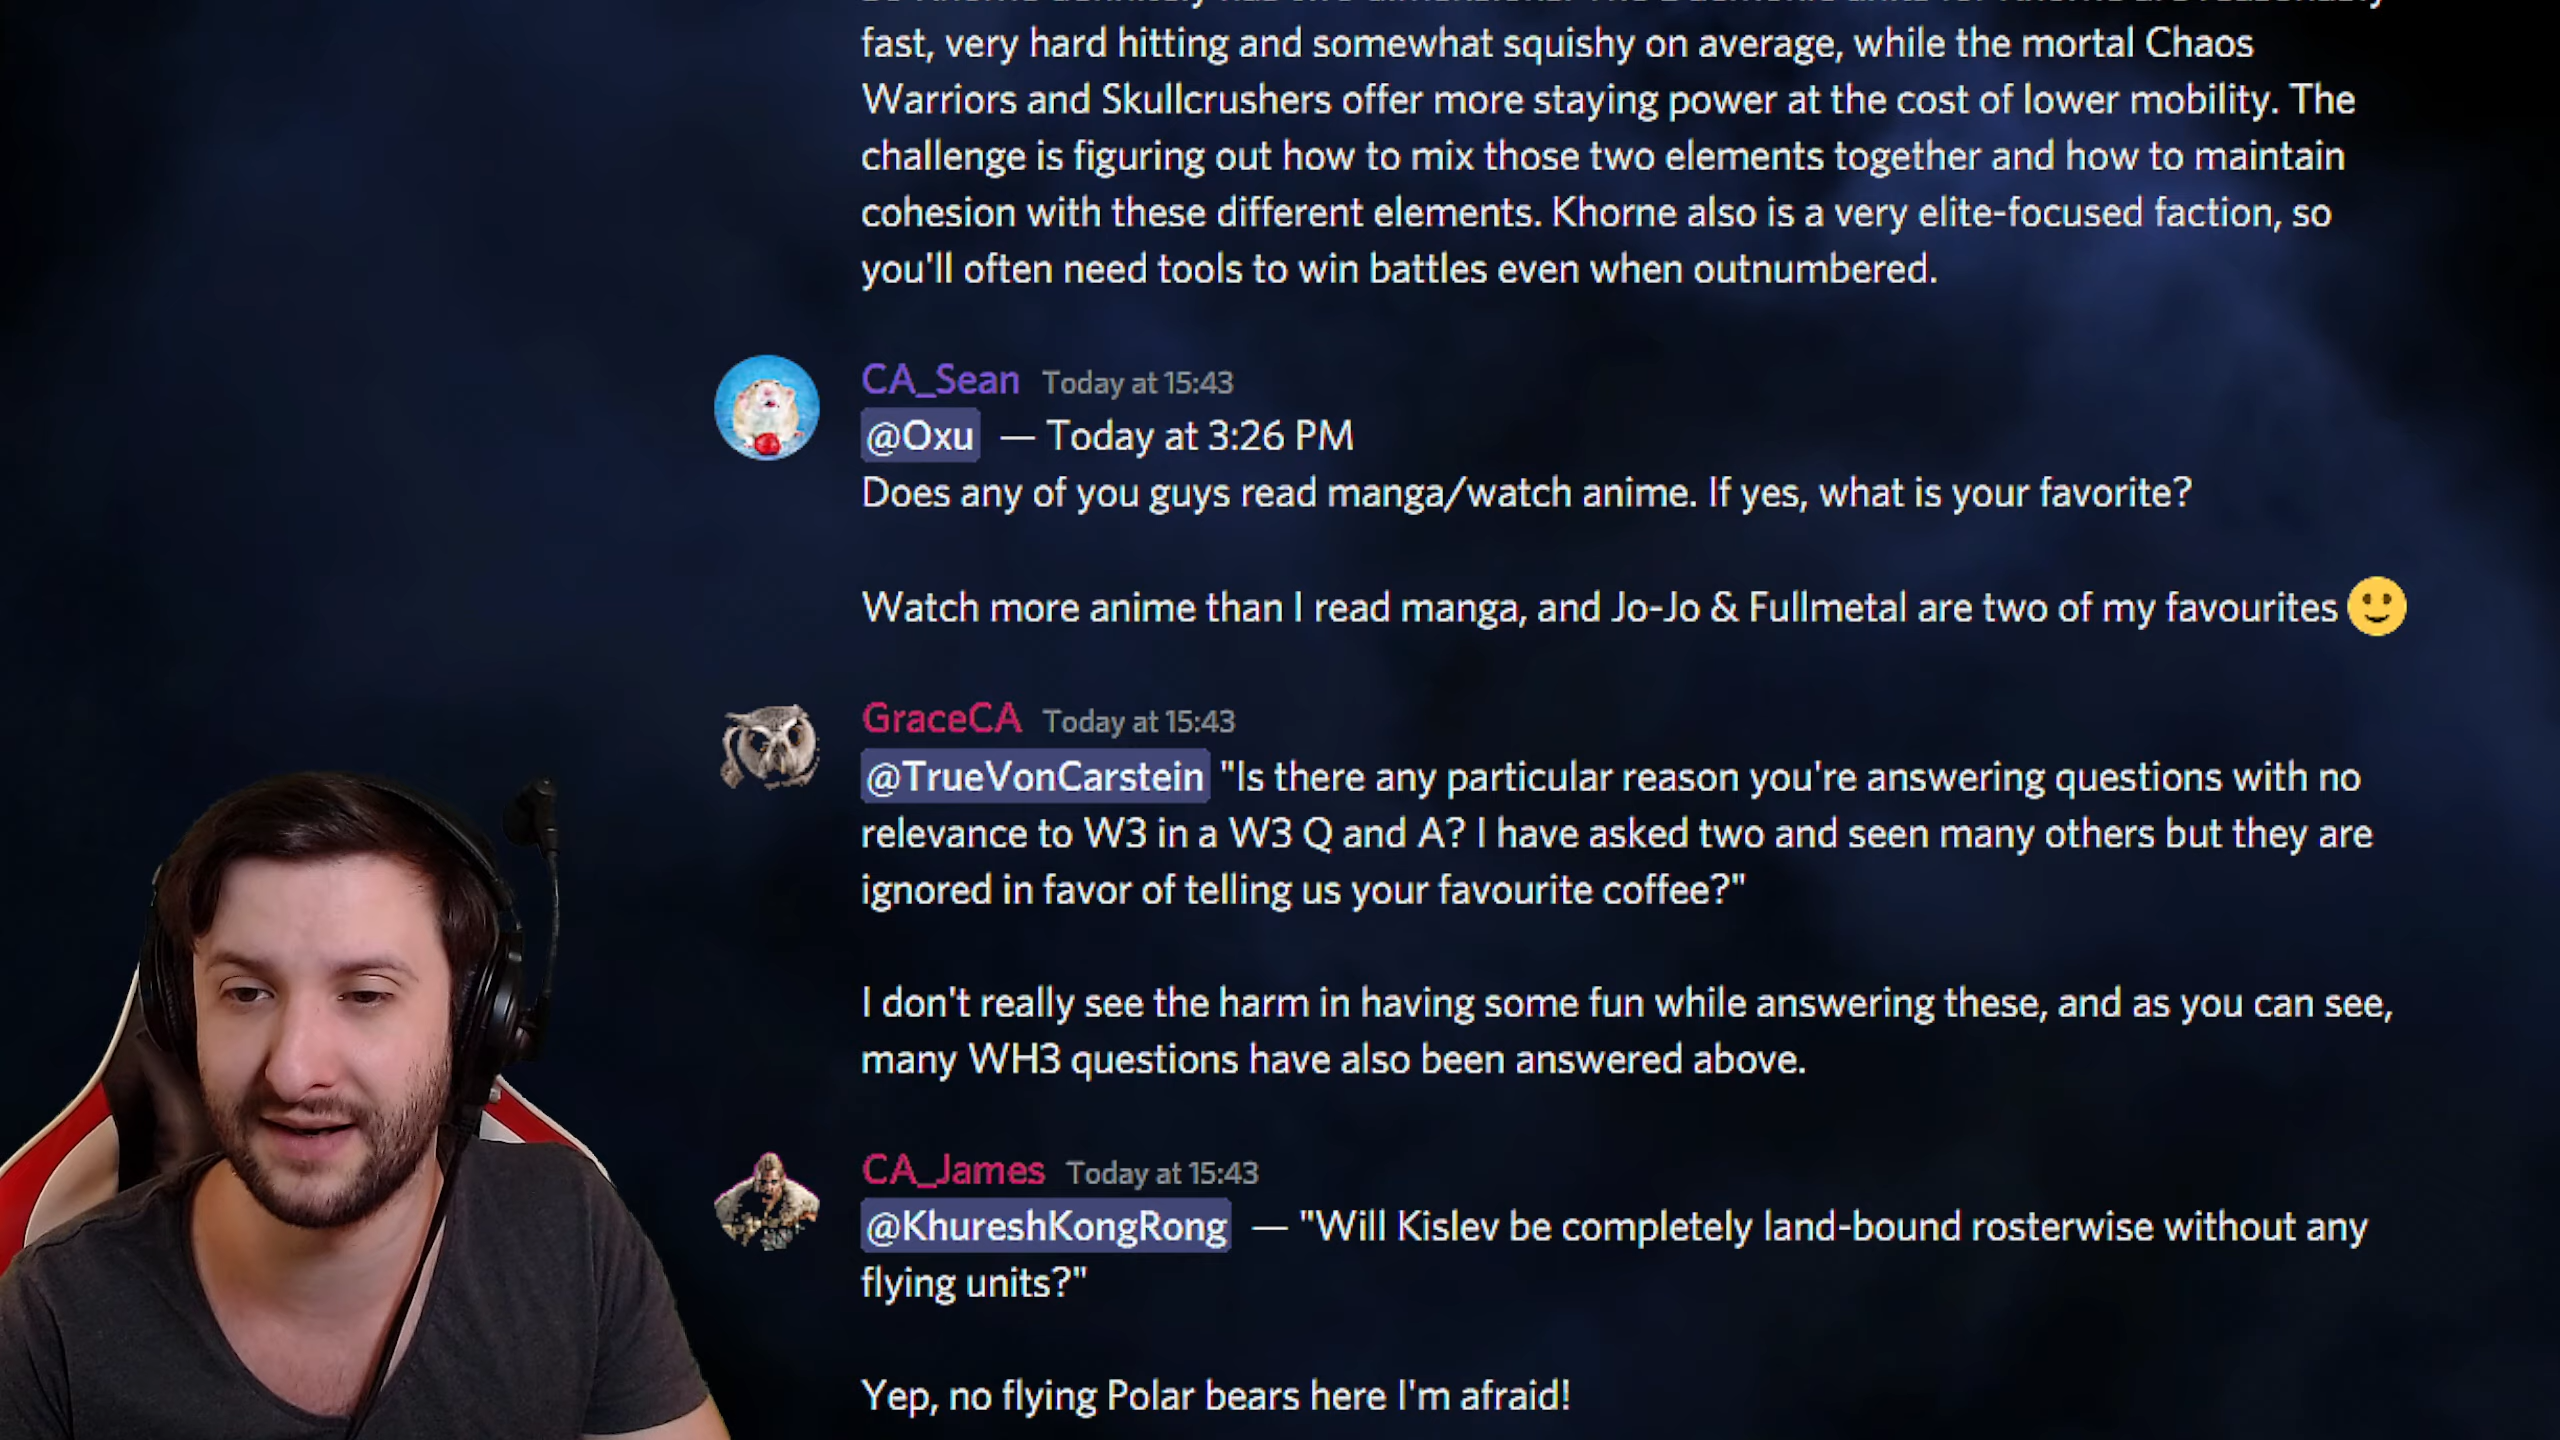 fast, very hard hitting and somewhat squishy on average, while the mortal Chaos
Warriors and Skullcrushers offer more staying power at the cost of lower mobility. The
challenge is figuring out how to mix those two elements together and how to maintain
cohesion with these different elements. Khorne also is a very elite-focused faction, so
you'll often need tools to win battles even when outnumbered.
CA_Sean Today at 15:43
@Oxu — Today at 3:26 PM
Does any of you guys read manga/watch anime. If yes, what is your favorite?
Watch more anime than I read manga, and Jo-Jo & Fullmetal are two of my favourites
GraceCA Today at 15:43
@TrueVonCarstein "Is there any particular reason you're answering questions with no
relevance to W3 in a W3 Q and A? I have asked two and seen many others but they are
ignored in favor of telling us your favourite coffee?"
I don't really see the harm in having some fun while answering these, and as you can see,
many WH3 questions have also been answered above.
CA_James Today at 15:43
@KhureshKongRong — "Will Kislev be completely land-bound rosterwise without any
flying units?"
Yep, no flying Polar bears here I'm afraid!